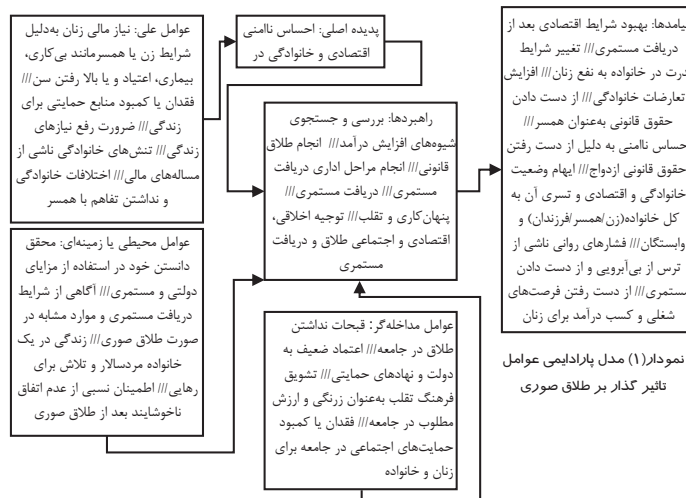 عوامل علی: نیاز مالی زنان به‌دلیل
شرایط زن یا همسرمانند بی‌کاری،
بیماری، اعتیاد و یا بالا رفتن سن///
فقدان یا کمبود منابع حمایتی برای
زندگی/// ضرورت رفع نیازهای
زندگی/// تنش‌های خانوادگی ناشی از
مساله‌های مالی/// اختلافات خانوادگی
و نداشتن تفاهم با همسر
پدیده اصلی: احساس ناامنی
اقتصادی و خانوادگی در
راهبردها: بررسی و جستجوی
شیوه‌های افزایش درآمد/// انجام طلاق
قانونی/// انجام مراحل اداری دریافت
مستمری/// دریافت مستمری///
پنهان‌کاری و تقلب/// توجیه اخلاقی،
اقتصادی و اجتماعی طلاق و دریافت
مستمری
عوامل محیطی یا زمینه‌ای: محقق
دانستن خود در استفاده از مزایای
دولتی و مستمری/// آگاهی از شرایط
دریافت مستمری و موارد مشابه در
صورت طلاق صوری/// زندگی در یک
خانواده مردسالار و تلاش برای
رهایی/// اطمینان نسبی از عدم اتفاق
ناخوشایند بعد از طلاق صوری
عوامل مداخله‌گر: قبحات نداشتن
طلاق در جامعه/// اعتماد ضعیف به
دولت و نهادهای حمایتی/// تشویق
فرهنگ تقلب به‌عنوان زرنگی و ارزش
مطلوب در جامعه/// فقدان یا کمبود
حمایت‌های اجتماعی در جامعه برای
زنان و خانواده
یامدها: بهبود شرایط اقتصادی بعد از
دریافت مستمری/// تغییر شرایط
درت در خانواده به نفع زنان/// افزایش
تعارضات خانوادگی/// از دست دادن
حقوق قانونی به‌عنوان همسر///
حساس ناامنی به دلیل از دست رفتن
حقوق قانونی ازدواج/// ابهام وضعیت
خانوادگی و اقتصادی و تسری آن به
کل خانواده(زن/همسر/فرزندان) و
وابستگان/// فشارهای روانی ناشی از
ترس از بی‌آبرویی و از دست دادن
مستمری/// از دست رفتن فرصت‌های
شغلی و کسب درآمد برای زنان
نمودار(۱) مدل پارادایمی عوامل
تاثیر گذار بر طلاق صوری